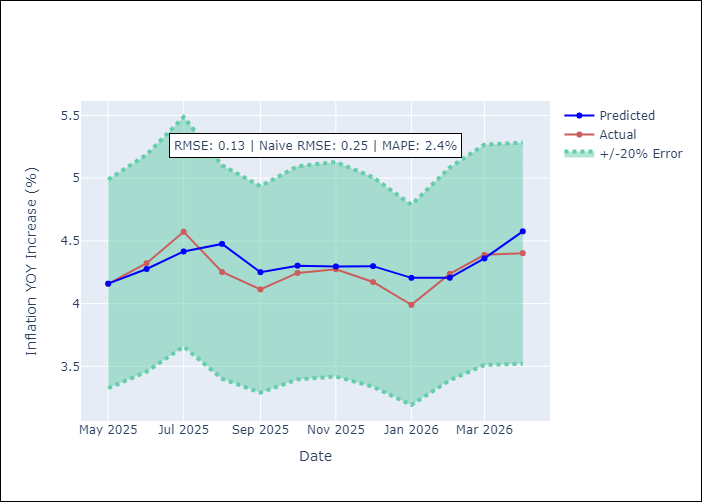 5.5
5
4.5
4
3.5
Inflation YOY Increase (%)
RMSE: 0.13 | Naive RMSE: 0.25 | MAPE: 2.4%
May 2025
Jul 2025
Sep 2025
Nov 2025
Jan 2026
Mar 2026
Date
Predicted
Actual
+/-20% Error